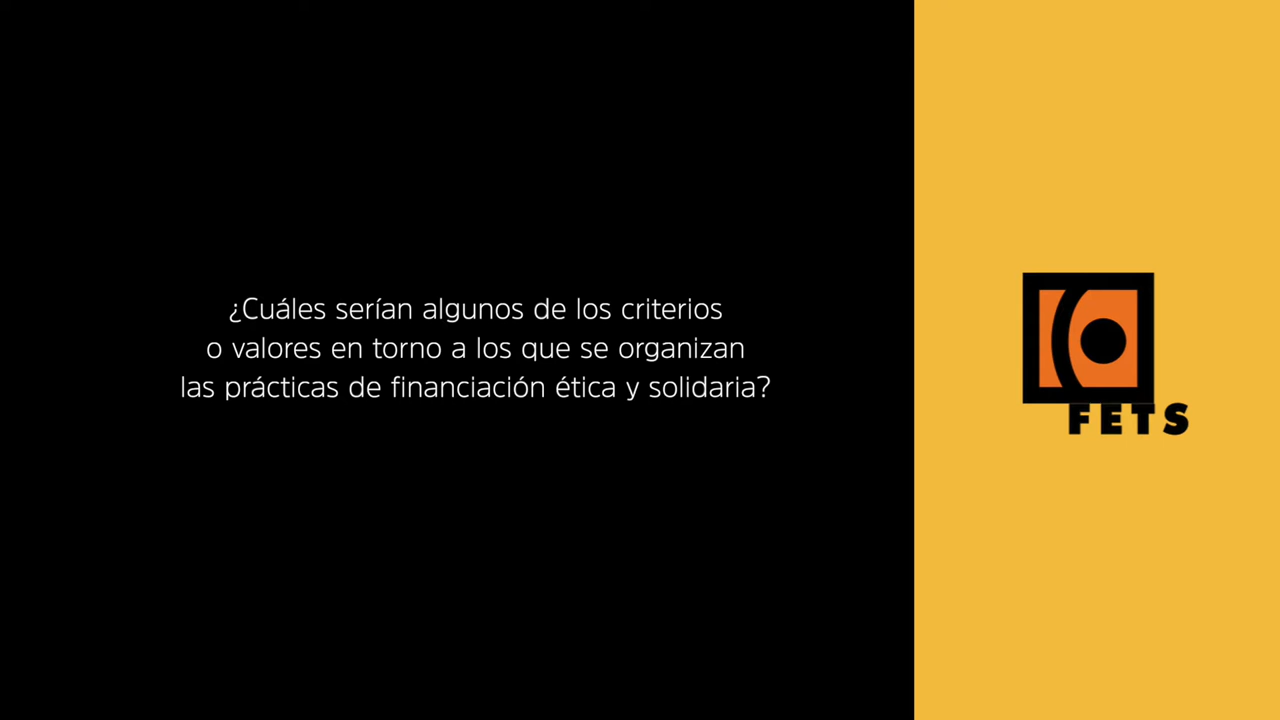 ¿Cuáles serían algunos de los criterios
o valores en torno a los que se organizan
las prácticas de financiación ética y solidaria?
FETS